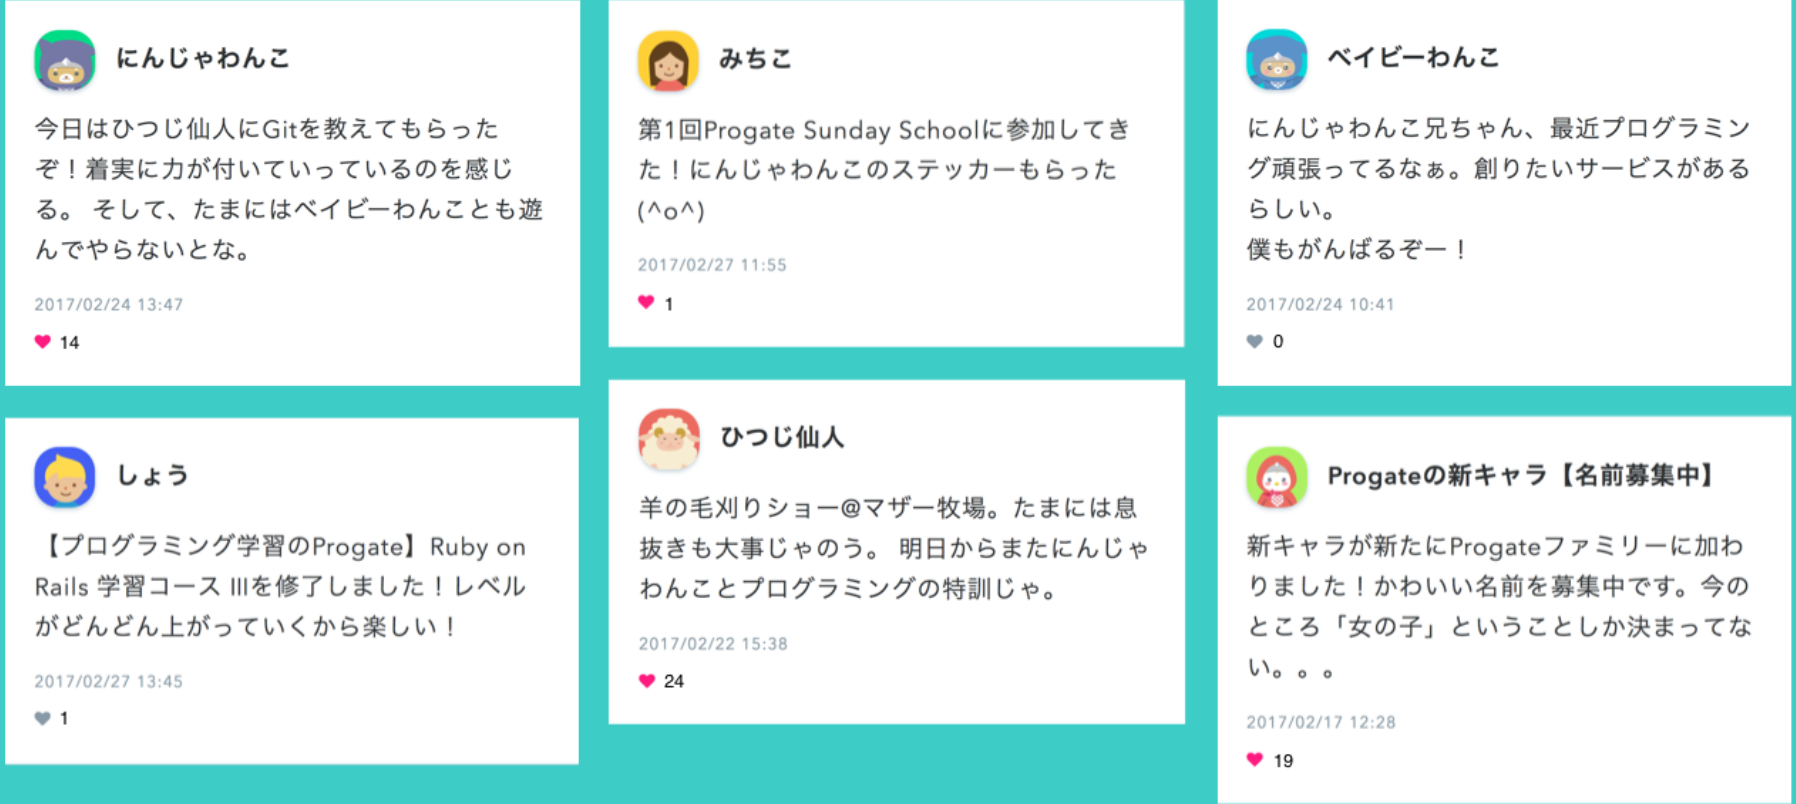 にんじゃわんこ
今日はひつじ仙人にGitを教えてもらった
ぞ！着実に力が付いていっているのを感じ
る。 そして、たまにはベイビーわんことも遊
んでやらないとな。
2017/02/24 13:47
14
しょう
【プログラミング学習のProgate】Ruby on
Rails 学習コース IIIを修了しました！レベル
がどんどん上がっていくから楽しい！
2017/02/27 13:45
1
みちこ
第1回Progate Sunday Schoolに参加してき
た！にんじゃわんこのステッカーもらった
(^o^)
2017/02/27 11:55
1
ひつじ仙人
羊の毛刈りショー@マザー牧場。たまには息
抜きも大事じゃのう。 明日からまたにんじゃ
わんことプログラミングの特訓じゃ。
2017/02/22 15:38
24
ベイビーわんこ
にんじゃわんこ兄ちゃん、最近プログラミン
グ頑張ってるなぁ。創りたいサービスがある
らしい。
僕もがんばるぞー！
2017/02/24 10:41
0
Progateの新キャラ【名前募集中】
新キャラが新たにProgateファミリーに加わ
りました！かわいい名前を募集中です。今の
ところ「女の子」ということしか決まってな
い。。。
2017/02/17 12:28
19